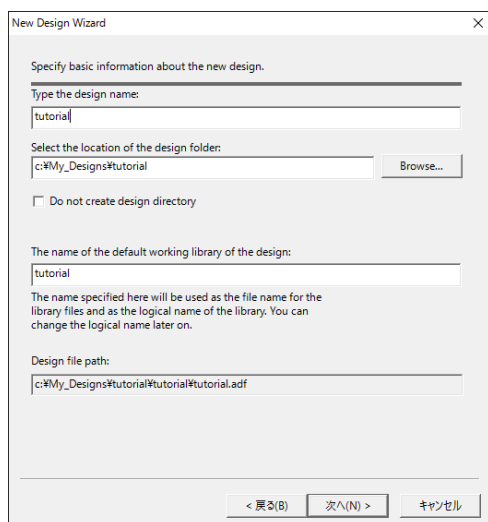 New Design Wizard
Specify basic information about the new design.
Type the design name:
tutorial
Select the location of the design folder:
c:¥My_Designs¥tutorial
Browse...
Do not create design directory
The name of the default working library of the design:
tutorial
The name specified here will be used as the file name for the
library files and as the logical name of the library. You can
change the logical name later on.
Design file path:
c:¥My_Designs¥tutorial¥tutorial¥tutorial.adf
< 戻る(B)
次へ(N) >
キャンセル